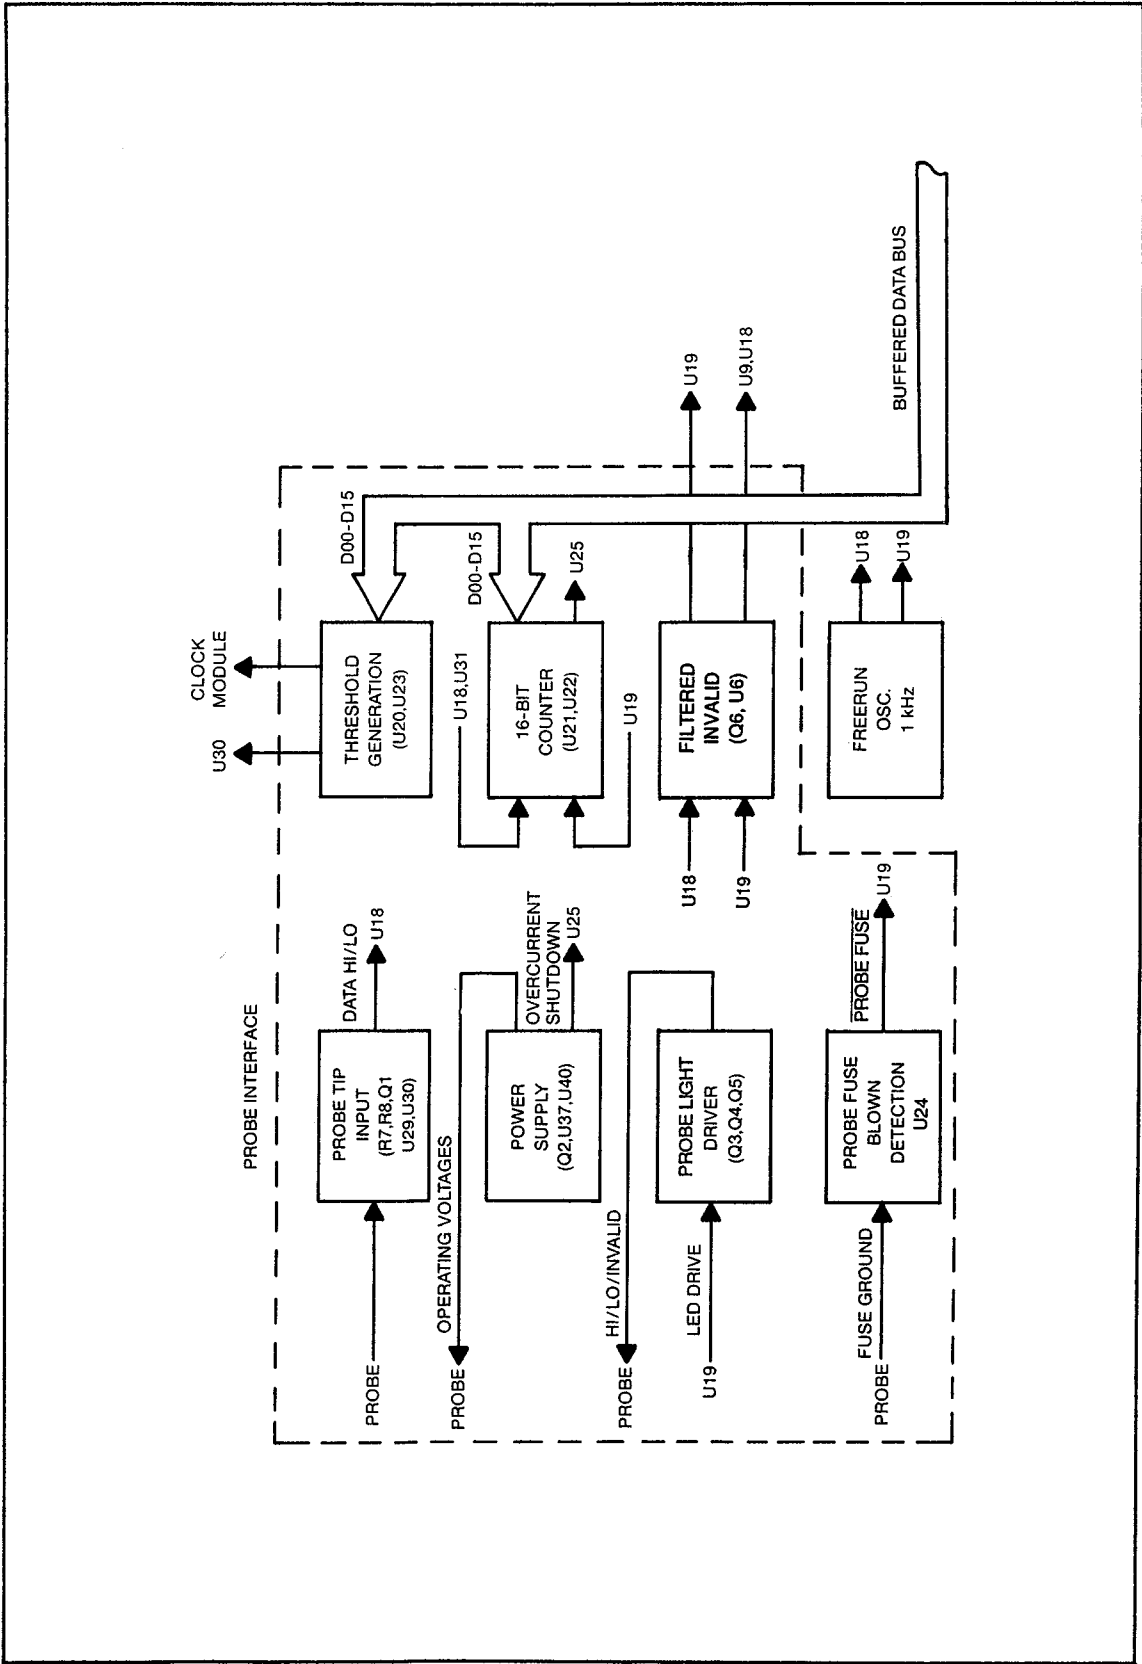 PROBE INTERFACE
PROBE
PROBE TIP
INPUT
(R7,R8,Q1
U29,U30)
DATA HI/LO
U18
OPERATING VOLTAGES
PROBE
POWER
SUPPLY
(Q2,U37,U40)
OVERCURRENT
SHUTDOWN
U25
HI/LO/INVALID
PROBE
LED DRIVE
U19
PROBE LIGHT
DRIVER
(Q3,Q4,Q5)
FUSE GROUND
PROBE
PROBE FUSE
BLOWN
DETECTION
U24
PROBE FUSE
U19
U30
CLOCK
MODULE
THRESHOLD
GENERATION
(U20,U23)
D00-D15
U18,U31
16-BIT
COUNTER
(U21,U22)
D00-D15
U25
U19
U18
U19
FILTERED
INVALID
(Q6, U6)
U19
U9,U18
FREERUN
OSC.
1 kHz
U18
U19
BUFFERED DATA BUS